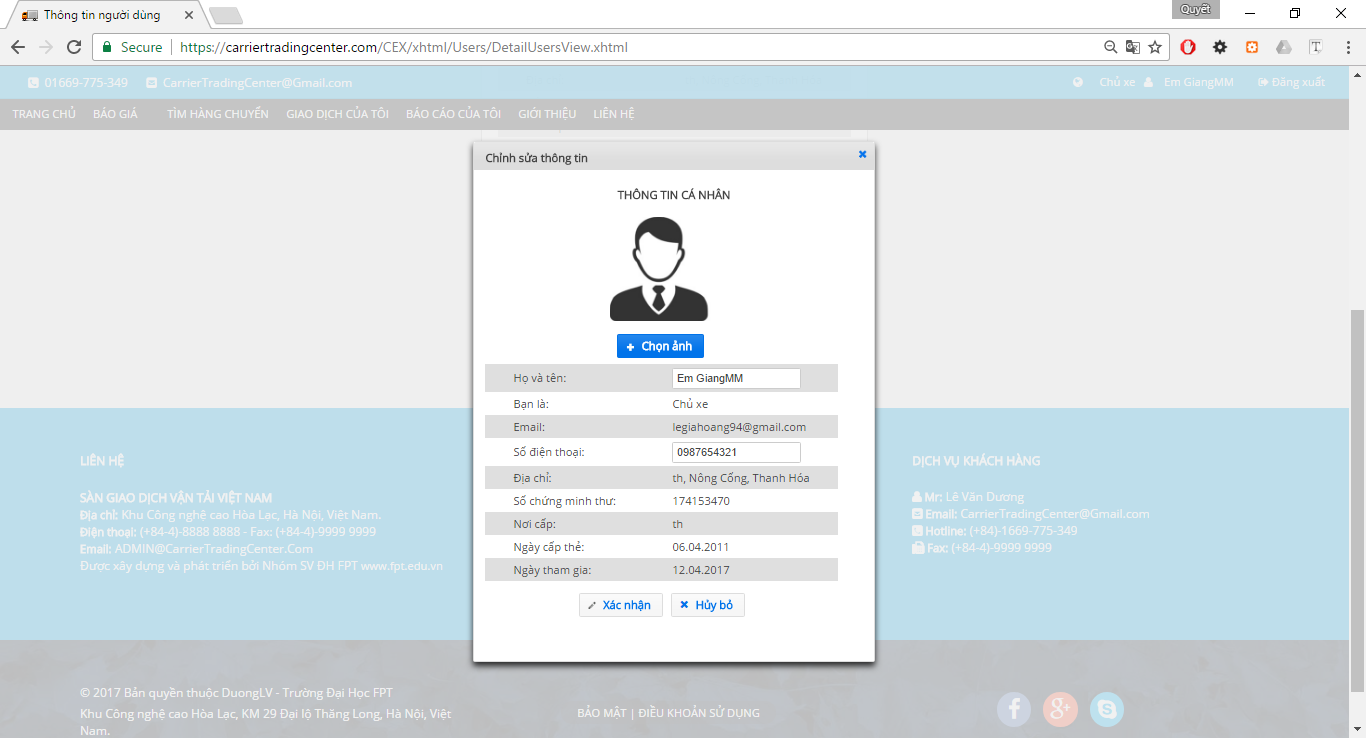 Quyết
Thông tin người dùng
Secure
https://carriertradingcenter.com/CEX/xhtml/Users/DetailUsersView.xhtml
01669-775-349 CarrierTradingCenter@Gmail.com Chủ xe Em GiangMM Đăng xuất
TRANG CHỦ BÁO GIÁ TÌM HÀNG CHUYẾN GIAO DỊCH CỦA TÔI BÁO CÁO CỦA TÔI GIỚI THIỆU LIÊN HỆ
Chỉnh sửa thông tin
THÔNG TIN CÁ NHÂN
Chọn ảnh
Họ và tên: Em GiangMM
Bạn là: Chủ xe
Email: legiahoang94@gmail.com
Số điện thoại: 0987654321
Địa chỉ: th, Nông Cống, Thanh Hóa
Số chứng minh thư: 174153470
Nơi cấp: th
Ngày cấp thẻ: 06.04.2011
Ngày tham gia: 12.04.2017
Xác nhận Hủy bỏ
LIÊN HỆ
SÀN GIAO DỊCH VẬN TẢI VIỆT NAM
Địa chỉ: Khu Công nghệ cao Hòa Lạc, Hà Nội, Việt Nam.
Điện thoại: (+84-4)-8888 8888 - Fax: (+84-4)-9999 9999
Email: ADMIN@CarrierTradingCenter.Com
Được xây dựng và phát triển bởi Nhóm SV ĐH FPT www.fpt.edu.vn
DỊCH VỤ KHÁCH HÀNG
Mr: Lê Văn Dương
Email: CarrierTradingCenter@Gmail.com
Hotline: (+84)-1669-775-349
Fax: (+84-4)-9999 9999
© 2017 Bản quyền thuộc DuongLV - Trường Đại Học FPT
Khu Công nghệ cao Hòa Lạc, KM 29 Đại lộ Thăng Long, Hà Nội, Việt
Nam.
BẢO MẬT | ĐIỀU KHOẢN SỬ DỤNG